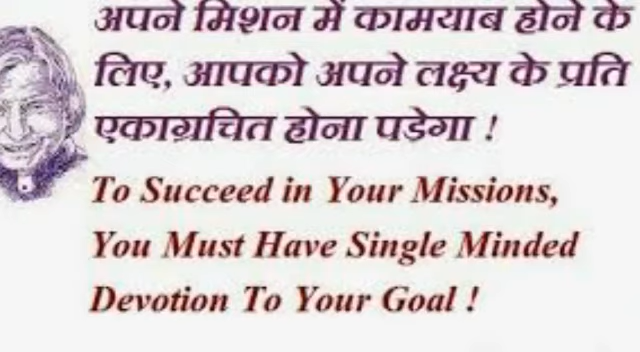 अपने मिशन में कामयाब होने के
लिए, आपको अपने लक्ष्य के प्रति
एकाग्रचित होना पडेगा !
To Succeed in Your Missions,
You Must Have Single Minded
Devotion To Your Goal !